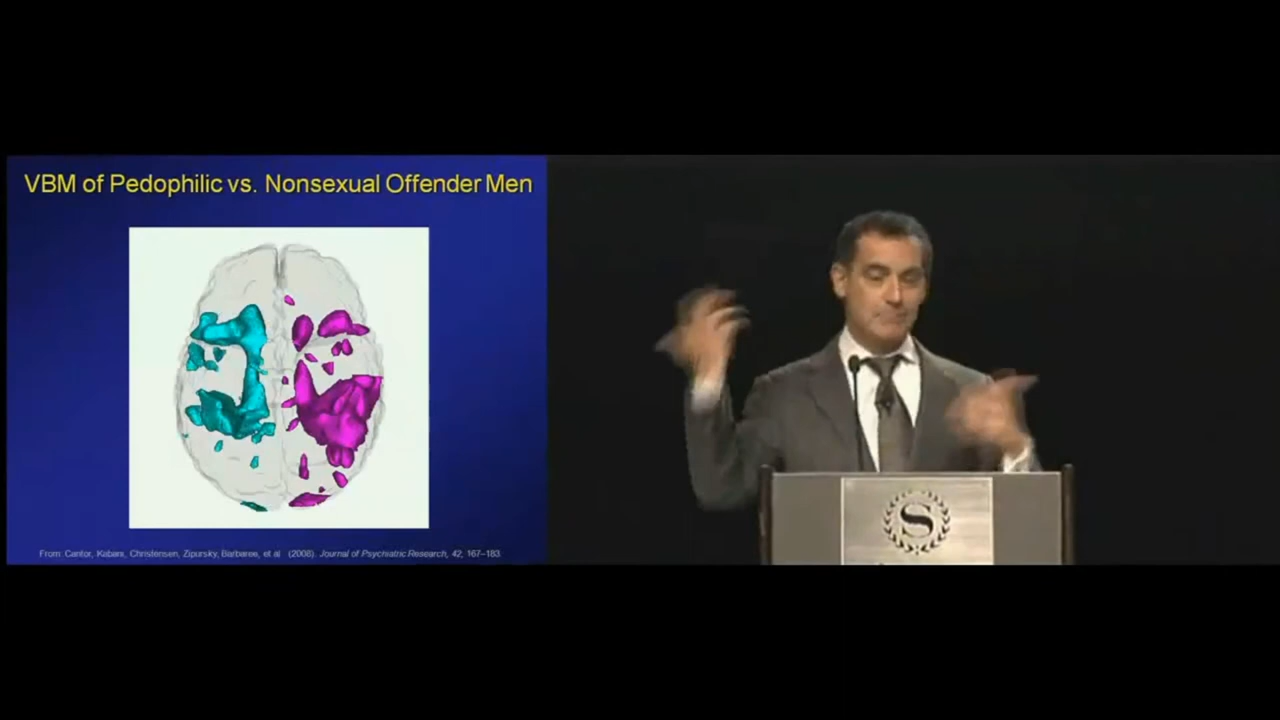 VBM of Pedophilic vs. Nonsexual Offender Men
From: Cantor, Kabani, Christensen, Zipursky, Barbaree, et al (2008). Journal of Psychiatric Research, 42, 167–183
S